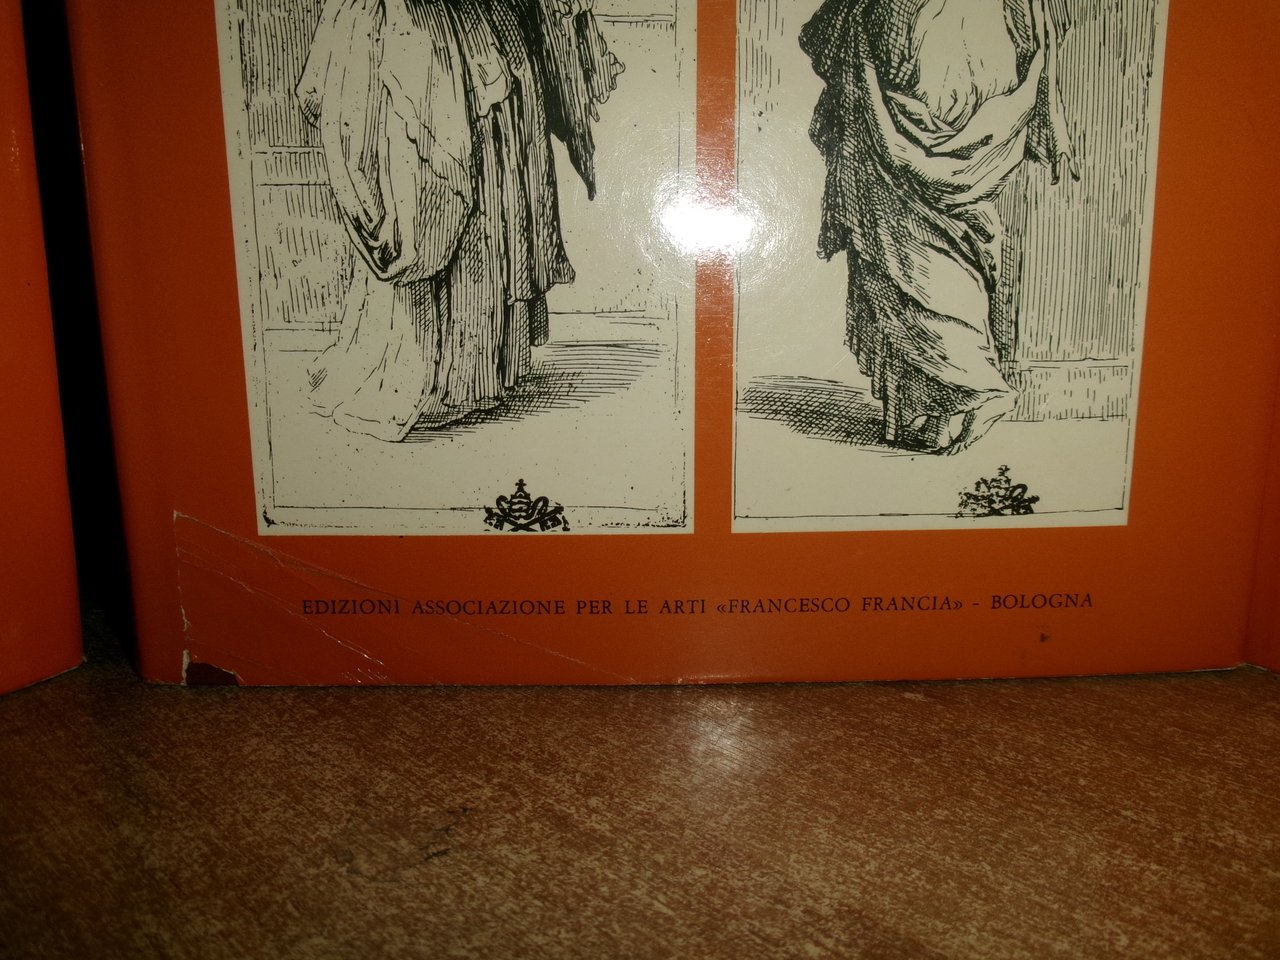 EDIZIONI ASSOCIAZIONE PER LE ARTI «FRANCESCO FRANCIA» - BOLOGNA